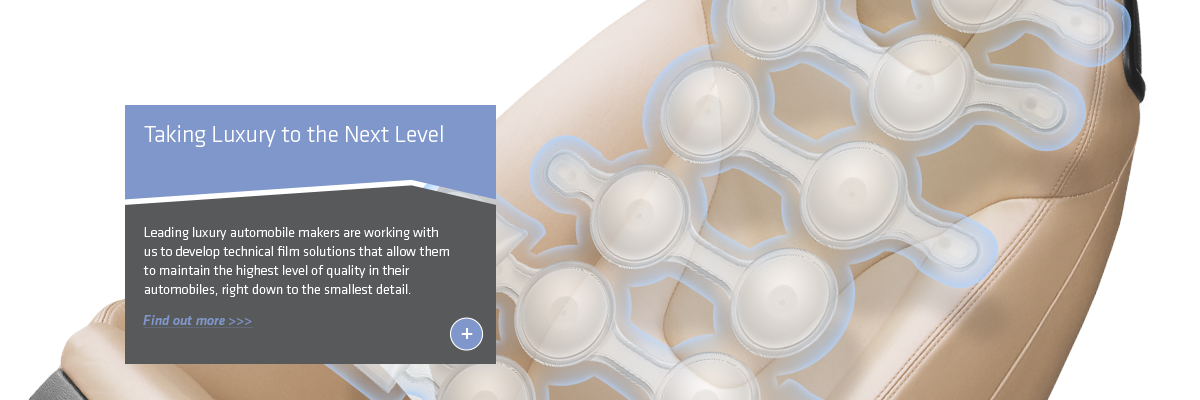 Taking Luxury to the Next Level
Leading luxury automobile makers are working with
us to develop technical film solutions that allow them
to maintain the highest level of quality in their
automobiles, right down to the smallest detail.
Find out more >>>
+